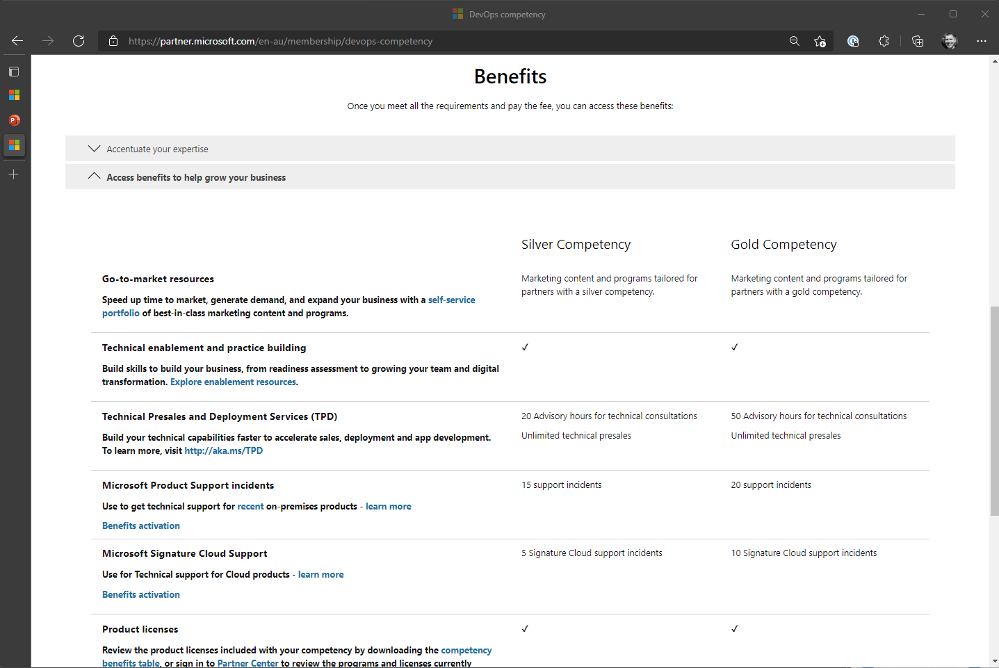 DevOps competency
https://partner.microsoft.com/en-au/membership/devops-competency
Benefits
Once you meet all the requirements and pay the fee, you can access these benefits:
Accentuate your expertise
Access benefits to help grow your business
Silver Competency
Gold Competency
Go-to-market resources
Marketing content and programs tailored for
partners with a silver competency.
Marketing content and programs tailored for
partners with a gold competency.
Speed up time to market, generate demand, and expand your business with a self-service
portfolio of best-in-class marketing content and programs.
Technical enablement and practice building
✓
✓
Build skills to build your business, from readiness assessment to growing your team and digital
transformation. Explore enablement resources.
Technical Presales and Deployment Services (TPD)
20 Advisory hours for technical consultations
50 Advisory hours for technical consultations
Unlimited technical presales
Unlimited technical presales
Build your technical capabilities faster to accelerate sales, deployment and app development.
To learn more, visit http://aka.ms/TPD
Microsoft Product Support incidents
15 support incidents
20 support incidents
Use to get technical support for recent on-premises products - learn more
Benefits activation
Microsoft Signature Cloud Support
5 Signature Cloud support incidents
10 Signature Cloud support incidents
Use for Technical support for Cloud products - learn more
Benefits activation
Product licenses
✓
✓
Review the product licenses included with your competency by downloading the competency
benefits table, or sign in to Partner Center to review the programs and licenses currently